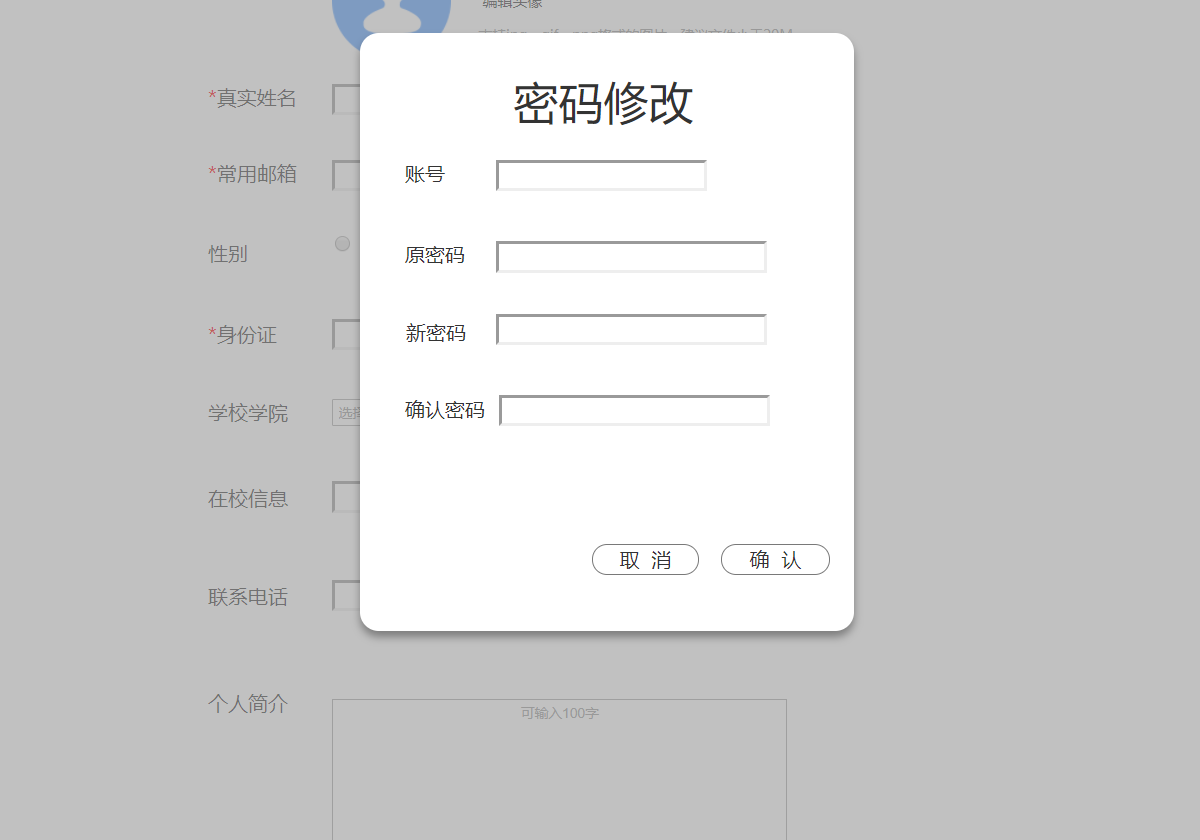 编辑头像
密码修改
*真实姓名
账号
*常用邮箱
原密码
性别
新密码
*身份证
确认密码
学校学院
选择
在校信息
取 消
确 认
联系电话
个人简介
可输入100字